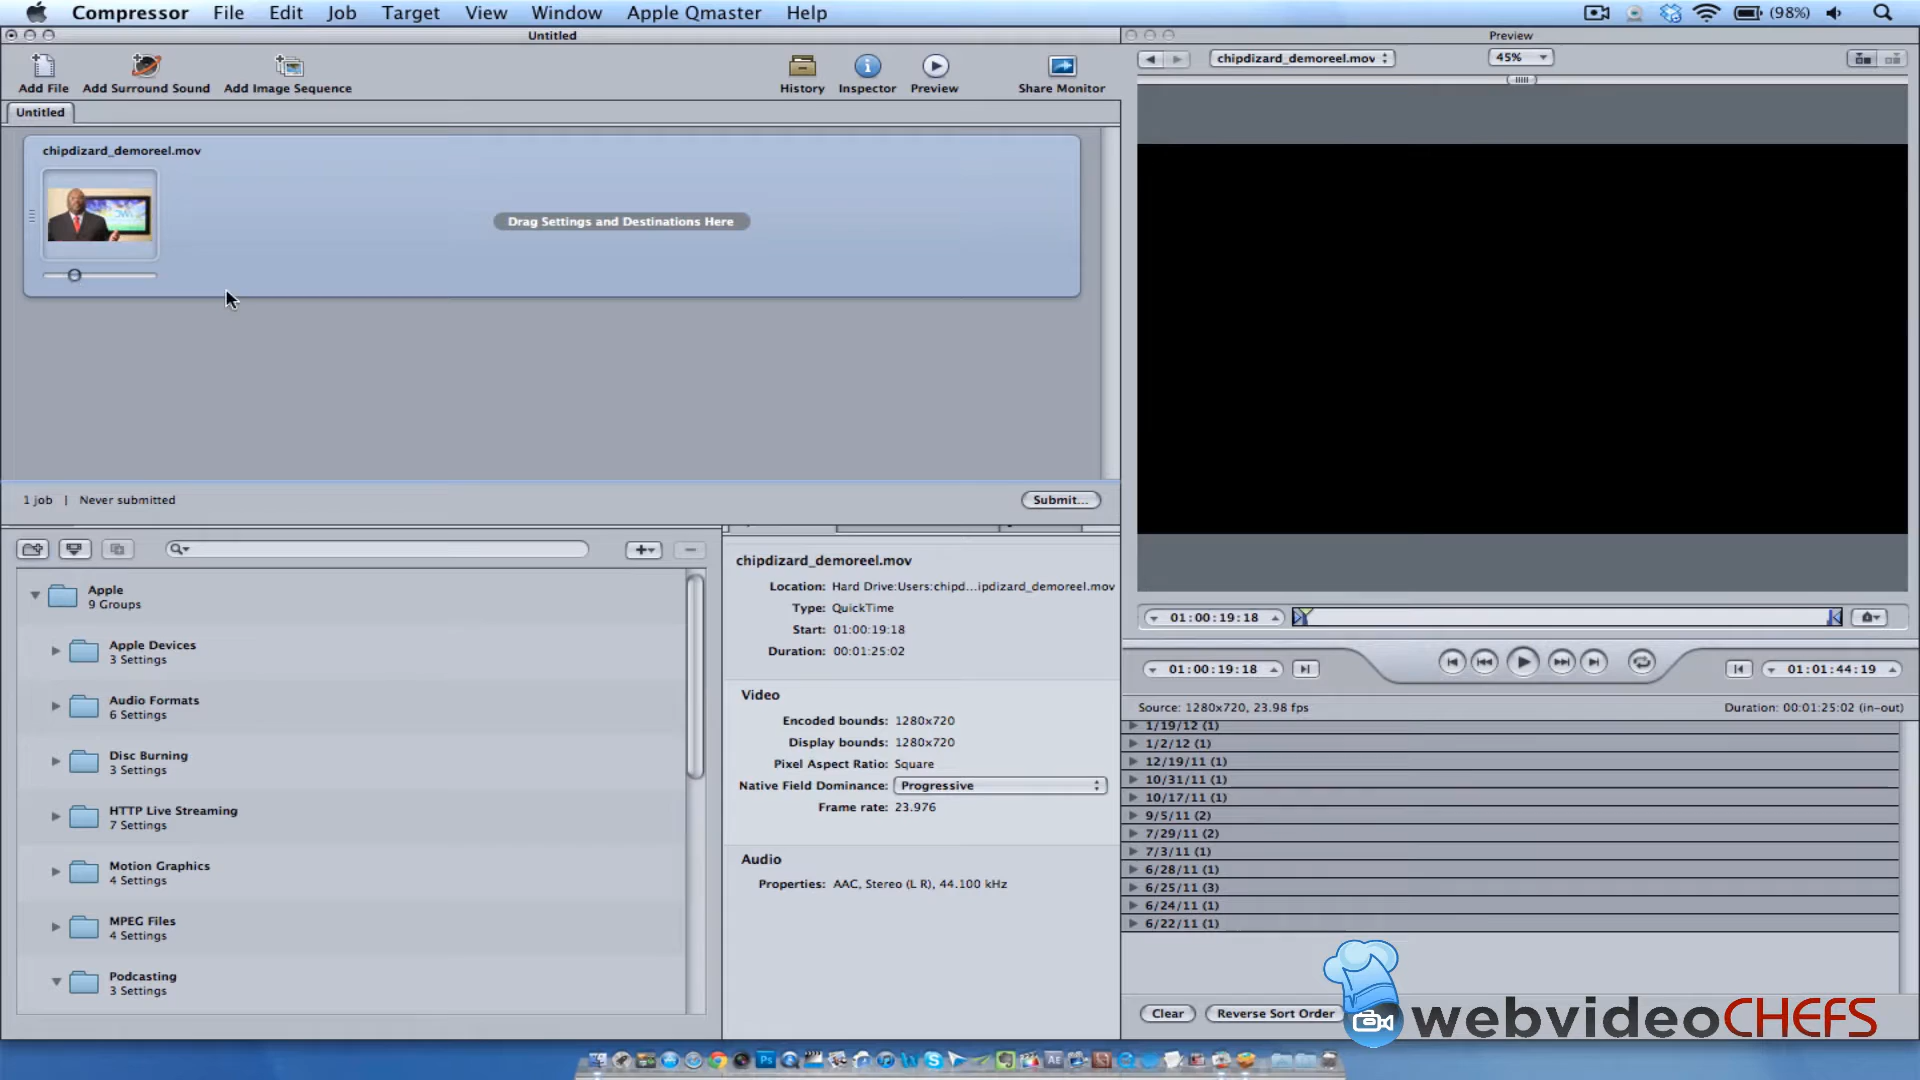 Compressor File Edit Job Target View Window Apple Qmaster Help (98%)
Untitled
Preview
Add File Add Surround Sound Add Image Sequence History Inspector Preview Share Monitor
chipdizard_demoreel.mov 45%
Untitled
chipdizard_demoreel.mov
Drag Settings and Destinations Here
1 job | Never submitted Submit...
Apple
9 Groups
Apple Devices
3 Settings
Audio Formats
6 Settings
Disc Burning
3 Settings
HTTP Live Streaming
7 Settings
Motion Graphics
4 Settings
MPEG Files
4 Settings
Podcasting
3 Settings
chipdizard_demoreel.mov
Location: Hard Drive:Users:chipd...ipdizard_demoreel.mov
Type: QuickTime
Start: 01:00:19:18
Duration: 00:01:25:02
Video
Encoded bounds: 1280x720
Display bounds: 1280x720
Pixel Aspect Ratio: Square
Native Field Dominance: Progressive
Frame rate: 23.976
Audio
Properties: AAC, Stereo (L R), 44.100 kHz
01:00:19:18
01:00:19:18 01:01:44:19
Source: 1280x720, 23.98 fps Duration: 00:01:25:02 (in-out)
1/19/12 (1)
1/2/12 (1)
12/19/11 (1)
10/31/11 (1)
10/17/11 (1)
9/5/11 (2)
7/29/11 (2)
7/3/11 (1)
6/28/11 (1)
6/25/11 (3)
6/24/11 (1)
6/22/11 (1)
Clear Reverse Sort Order
webvideoCHEFS
Ps AE